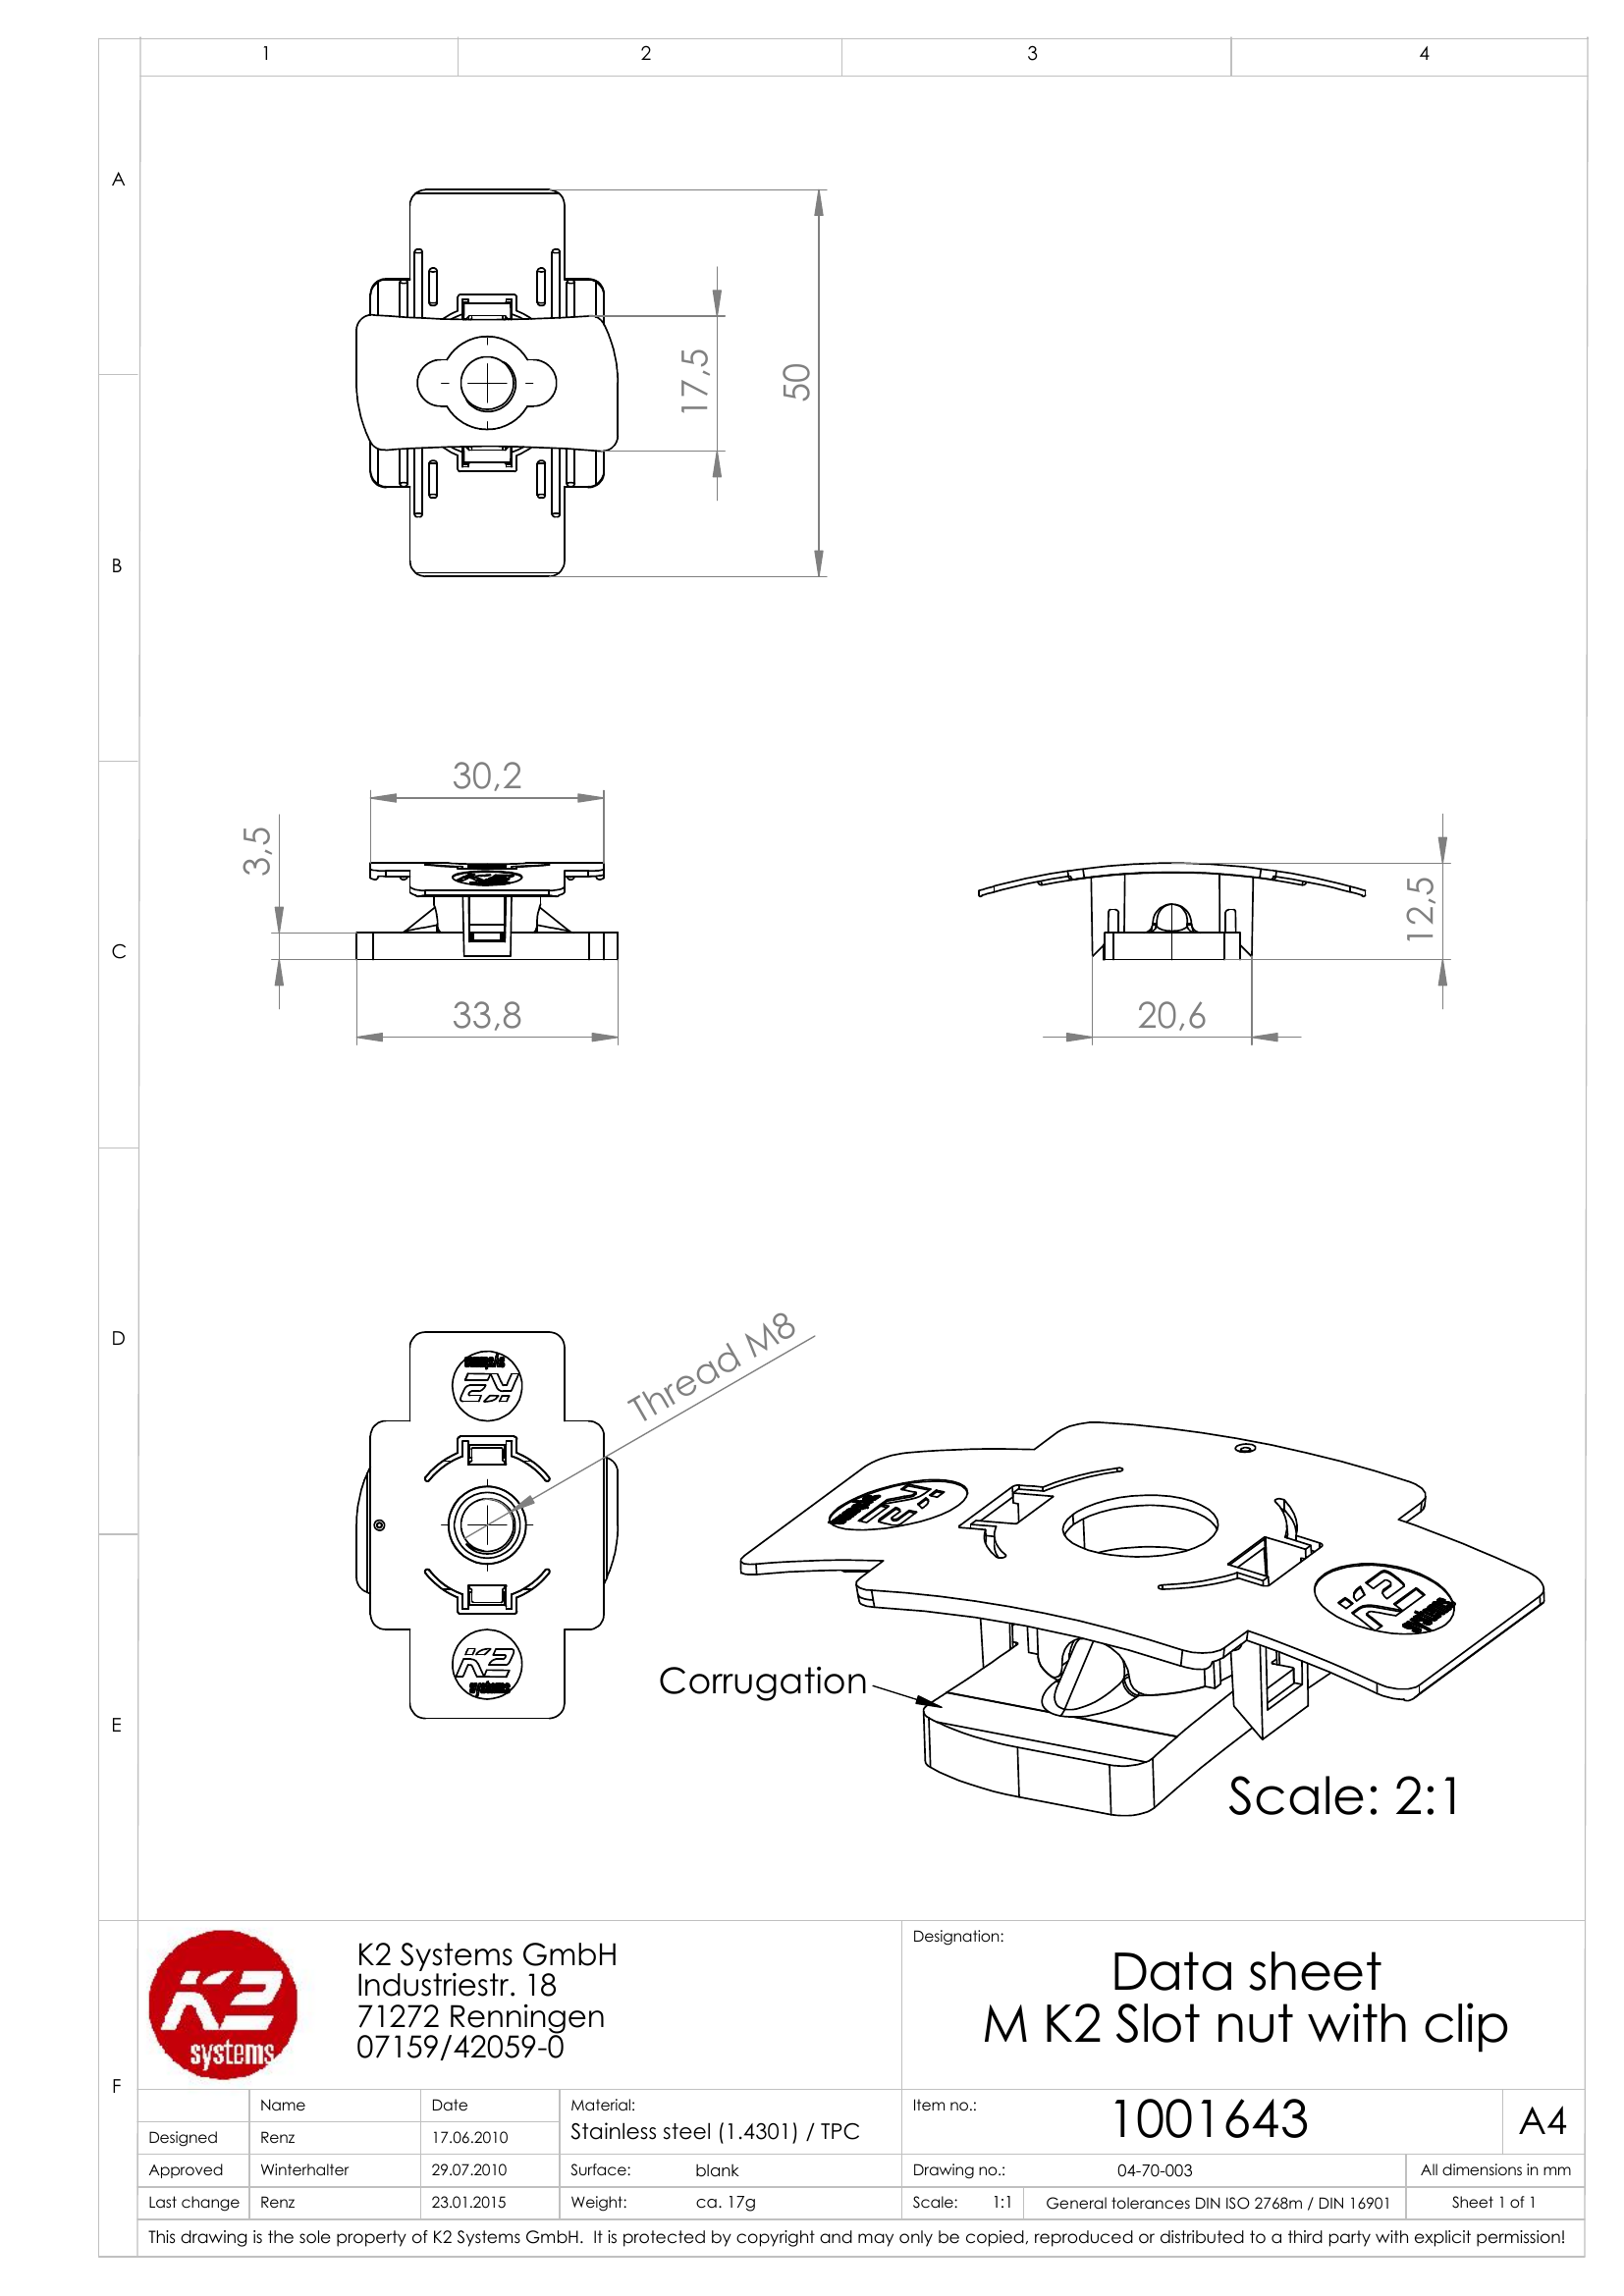 1 2 3 4
A
B
C
D
E
F
17,5
50
30,2
3,5
33,8
12,5
20,6
Thread M8
K2
systems
Corrugation
Scale: 2:1
K2
systems
K2 Systems GmbH
Industriestr. 18
71272 Renningen
07159/42059-0
Designation:
Data sheet
M K2 Slot nut with clip
Name Date
Designed Renz 17.06.2010
Approved Winterhalter 29.07.2010
Last change Renz 23.01.2015
Material:
Stainless steel (1.4301) / TPC
Surface: blank
Weight: ca. 17g
Item no.: 1001643 A4
Drawing no.: 04-70-003 All dimensions in mm
Scale: 1:1 General tolerances DIN ISO 2768m / DIN 16901 Sheet 1 of 1
This drawing is the sole property of K2 Systems GmbH. It is protected by copyright and may only be copied, reproduced or distributed to a third party with explicit permission!